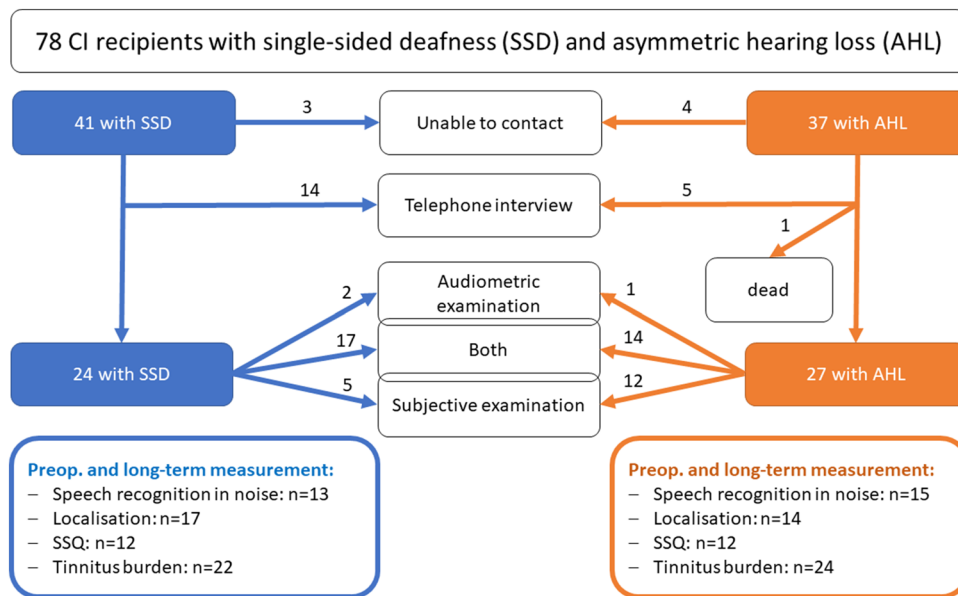 78 CI recipients with single-sided deafness (SSD) and asymmetric hearing loss (AHL)
41 with SSD
3
Unable to contact
4
37 with AHL
14
Telephone interview
5
1
dead
2
Audiometric
examination
1
17
Both
14
24 with SSD
27 with AHL
5
Subjective examination
12
Preop. and long-term measurement:
– Speech recognition in noise: n=13
– Localisation: n=17
– SSQ: n=12
– Tinnitus burden: n=22
Preop. and long-term measurement:
– Speech recognition in noise: n=15
– Localisation: n=14
– SSQ: n=12
– Tinnitus burden: n=24